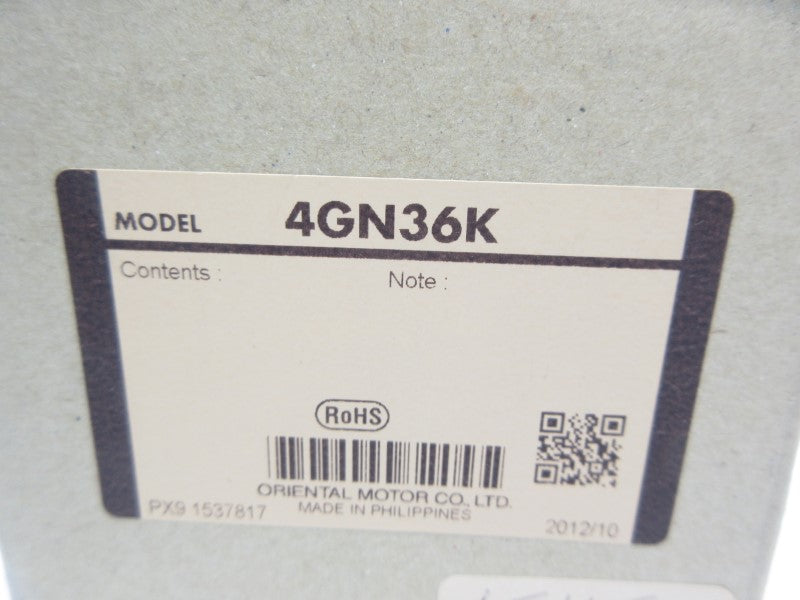 MODEL 4GN36K
Contents : Note :
RoHS
ORIENTAL MOTOR CO., LTD.
PX9 1537817 MADE IN PHILIPPINES 2012/10